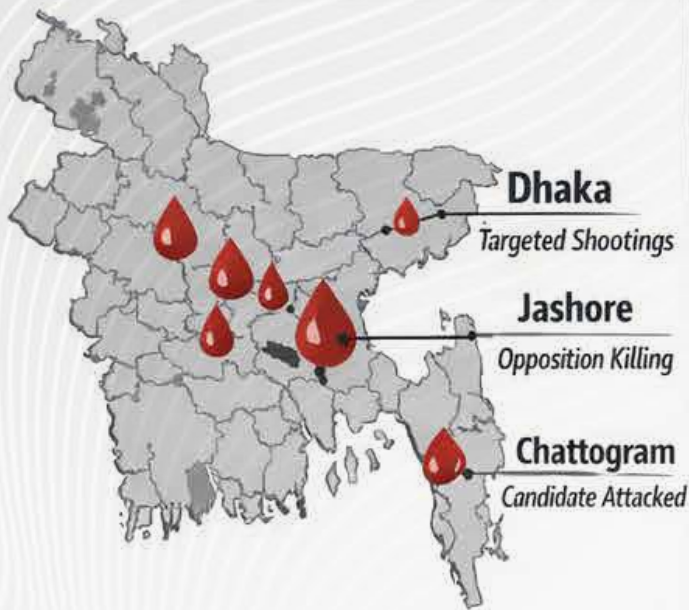 Dhaka
Targeted Shootings
Jashore
Opposition Killing
Chattogram
Candidate Attacked